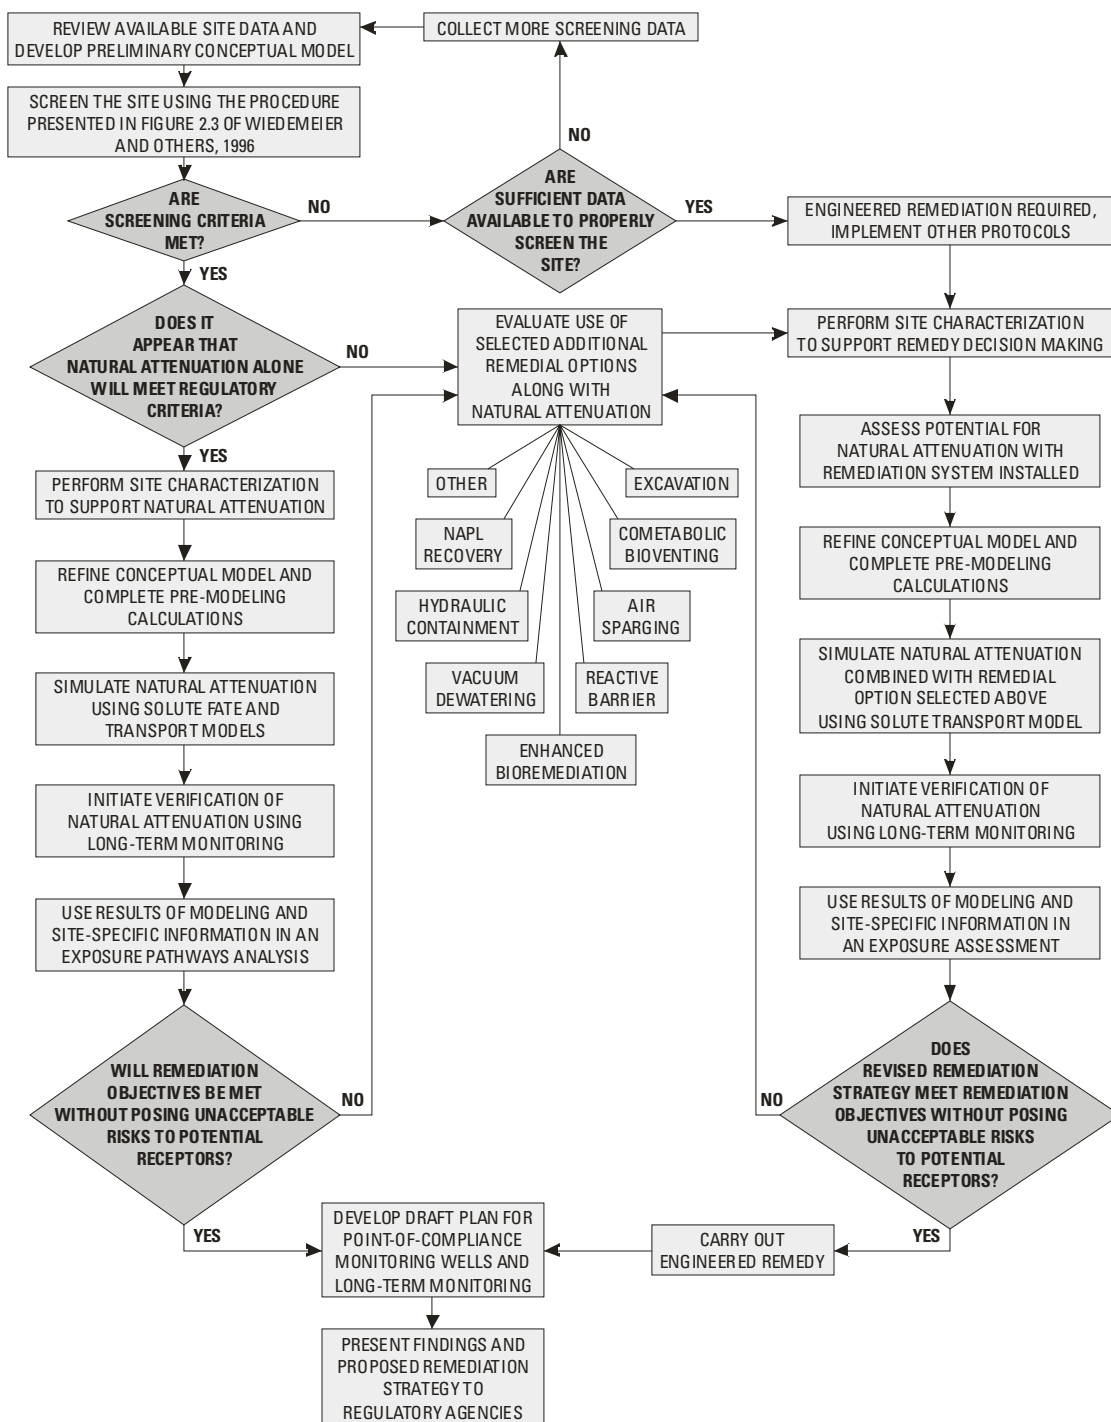 REVIEW AVAILABLE SITE DATA AND
DEVELOP PRELIMINARY CONCEPTUAL MODEL
COLLECT MORE SCREENING DATA
SCREEN THE SITE USING THE PROCEDURE
PRESENTED IN FIGURE 2.3 OF WIEDEMEIER
AND OTHERS, 1996
NO
ARE
SCREENING CRITERIA
MET?
NO
ARE
SUFFICIENT DATA
AVAILABLE TO PROPERLY
SCREEN THE
SITE?
YES
ENGINEERED REMEDIATION REQUIRED,
IMPLEMENT OTHER PROTOCOLS
YES
DOES IT
APPEAR THAT
NATURAL ATTENUATION ALONE
WILL MEET REGULATORY
CRITERIA?
NO
EVALUATE USE OF
SELECTED ADDITIONAL
REMEDIAL OPTIONS
ALONG WITH
NATURAL ATTENUATION
PERFORM SITE CHARACTERIZATION
TO SUPPORT REMEDY DECISION MAKING
YES
PERFORM SITE CHARACTERIZATION
TO SUPPORT NATURAL ATTENUATION
OTHER
EXCAVATION
ASSESS POTENTIAL FOR
NATURAL ATTENUATION WITH
REMEDIATION SYSTEM INSTALLED
NAPL
RECOVERY
COMETABOLIC
BIOVENTING
REFINE CONCEPTUAL MODEL AND
COMPLETE PRE-MODELING
CALCULATIONS
REFINE CONCEPTUAL MODEL AND
COMPLETE PRE-MODELING
CALCULATIONS
HYDRAULIC
CONTAINMENT
AIR
SPARGING
SIMULATE NATURAL ATTENUATION
USING SOLUTE FATE AND
TRANSPORT MODELS
VACUUM
DEWATERING
REACTIVE
BARRIER
SIMULATE NATURAL ATTENUATION
COMBINED WITH REMEDIAL
OPTION SELECTED ABOVE
USING SOLUTE TRANSPORT MODEL
ENHANCED
BIOREMEDIATION
INITIATE VERIFICATION OF
NATURAL ATTENUATION USING
LONG-TERM MONITORING
INITIATE VERIFICATION OF
NATURAL ATTENUATION
USING LONG-TERM MONITORING
USE RESULTS OF MODELING AND
SITE-SPECIFIC INFORMATION IN AN
EXPOSURE PATHWAYS ANALYSIS
USE RESULTS OF MODELING AND
SITE-SPECIFIC INFORMATION IN
AN EXPOSURE ASSESSMENT
WILL REMEDIATION
OBJECTIVES BE MET
WITHOUT POSING UNACCEPTABLE
RISKS TO POTENTIAL
RECEPTORS?
NO
NO
DOES
REVISED REMEDIATION
STRATEGY MEET REMEDIATION
OBJECTIVES WITHOUT POSING
UNACCEPTABLE RISKS
TO POTENTIAL
RECEPTORS?
YES
DEVELOP DRAFT PLAN FOR
POINT-OF-COMPLIANCE
MONITORING WELLS AND
LONG-TERM MONITORING
CARRY OUT
ENGINEERED REMEDY
YES
PRESENT FINDINGS AND
PROPOSED REMEDIATION
STRATEGY TO
REGULATORY AGENCIES